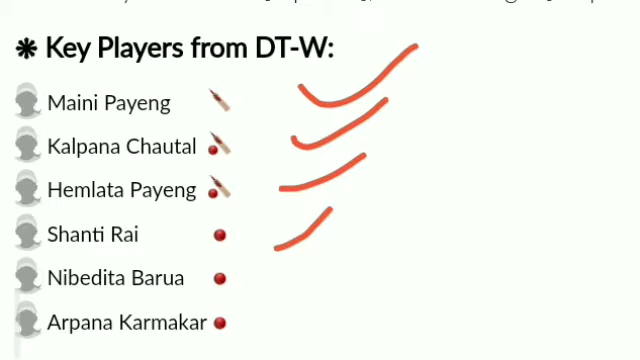 ❋ Key Players from DT-W:
Maini Payeng
Kalpana Chautal
Hemlata Payeng
Shanti Rai
Nibedita Barua
Arpana Karmakar